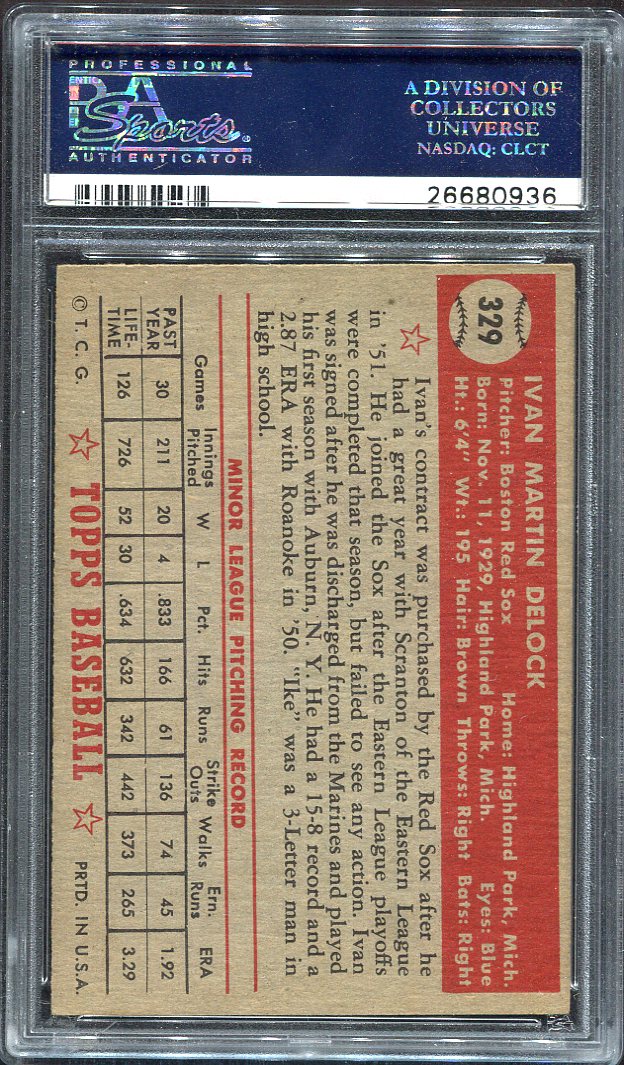 PROFESSIONAL
PSA
Sports
AUTHENTICATOR
A DIVISION OF
COLLECTORS
UNIVERSE
NASDAQ: CLCT
26680936
329
IVAN MARTIN DELOCK
Pitcher: Boston Red Sox Home: Highland Park, Mich.
Born: Nov. 11, 1929, Highland Park, Mich. Eyes: Blue
Ht.: 6'4" Wt.: 195 Hair: Brown Throws: Right Bats: Right
Ivan's contract was purchased by the Red Sox after he
had a great year with Scranton of the Eastern League
in '51. He joined the Sox after the Eastern League playoffs
were completed that season, but failed to see any action. Ivan
was signed after he was discharged from the Marines and played
his first season with Auburn, N. Y. He had a 15-8 record and a
2.87 ERA with Roanoke in '50. "Ike" was a 3-Letter man in
high school.
MINOR LEAGUE PITCHING RECORD
Games Innings Pitched W L Pct. Hits Runs Strike Outs Walks Ern. Runs ERA
PAST YEAR 30 211 20 4 .833 166 61 136 74 45 1.92
LIFE-TIME 126 726 52 30 .634 632 342 442 373 265 3.29
© T. C. G. TOPPS BASEBALL PRTD. IN U.S.A.